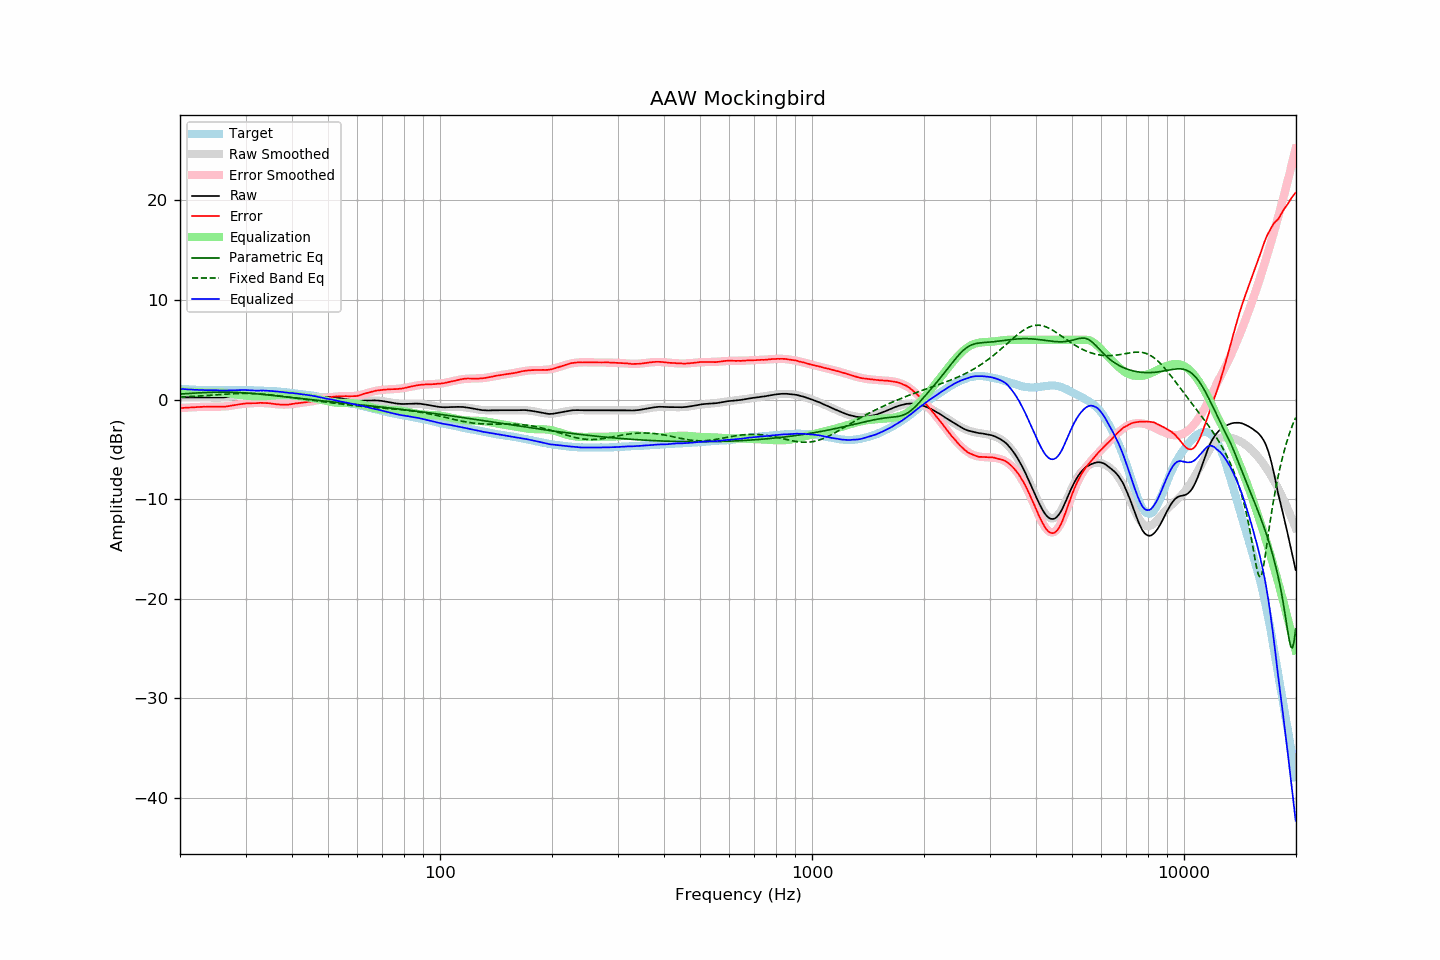 AAW Mockingbird
Target
Raw Smoothed
Error Smoothed
Raw
Error
Equalization
Parametric Eq
Fixed Band Eq
Equalized
20
10
0
−10
−20
−30
−40
Amplitude (dBr)
100
1000
10000
Frequency (Hz)